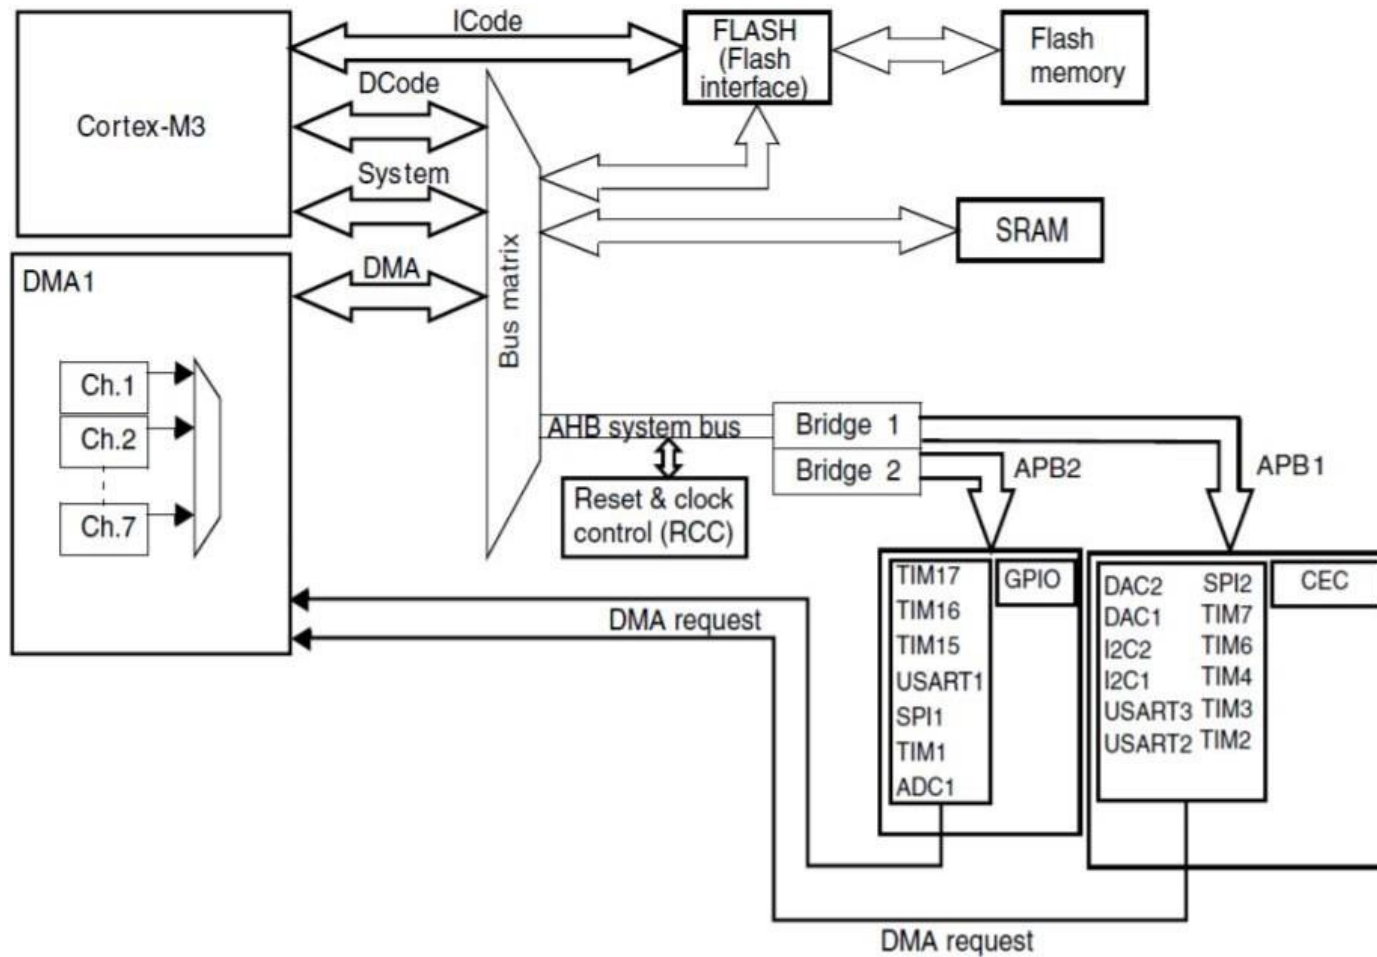 ICode
FLASH
(Flash
interface)
Flash
memory
Cortex-M3
DCode
System
SRAM
DMA
DMA1
Bus matrix
Ch.1
Ch.2
Ch.7
AHB system bus
Bridge 1
Bridge 2
APB2
APB1
Reset & clock
control (RCC)
TIM17
TIM16
TIM15
USART1
SPI1
TIM1
ADC1
GPIO
DAC2 SPI2
DAC1 TIM7
I2C2 TIM6
I2C1 TIM4
USART3 TIM3
USART2 TIM2
CEC
DMA request
DMA request